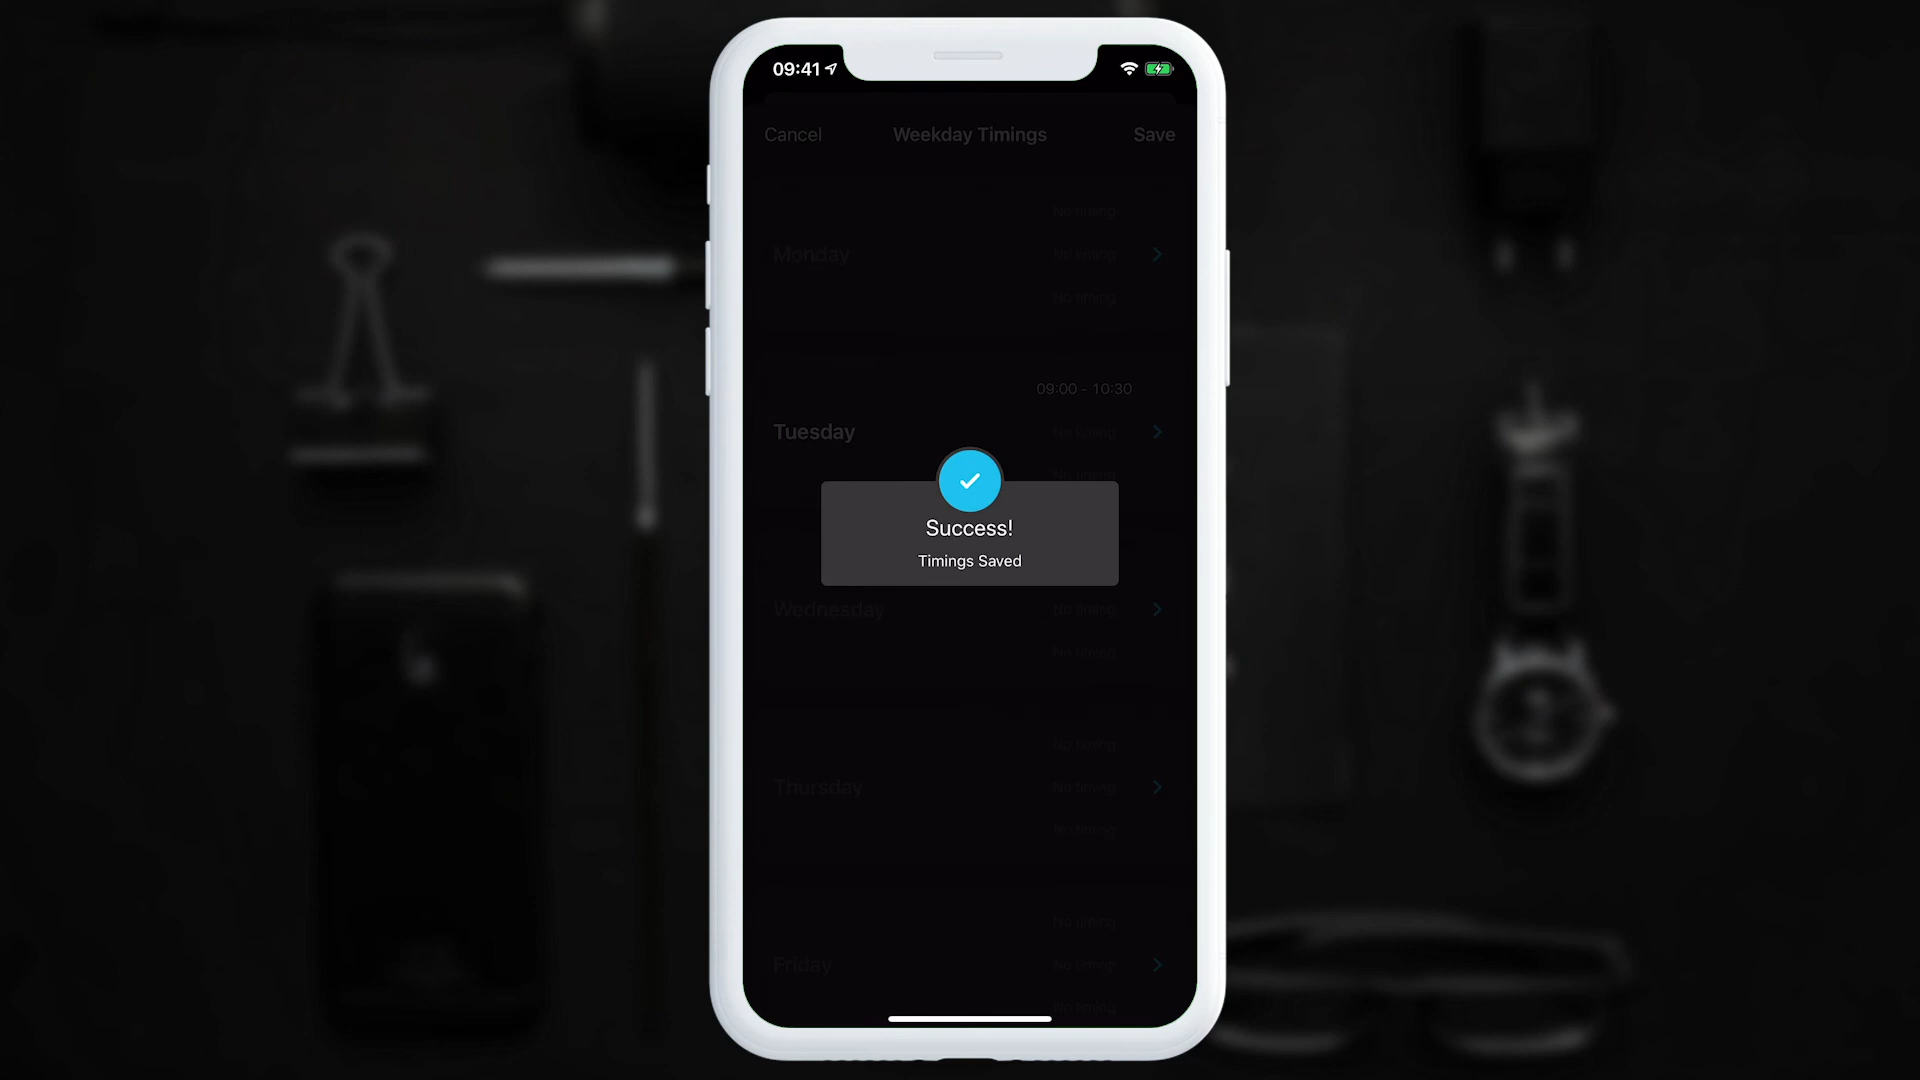 09:41
Cancel
Weekday Timings
Save
No timing
Monday
No timing
No timing
09:00 - 10:30
Tuesday
No timing
No timing
Success!
Timings Saved
Wednesday
No timing
No timing
No timing
Thursday
No timing
No timing
No timing
Friday
No timing
No timing